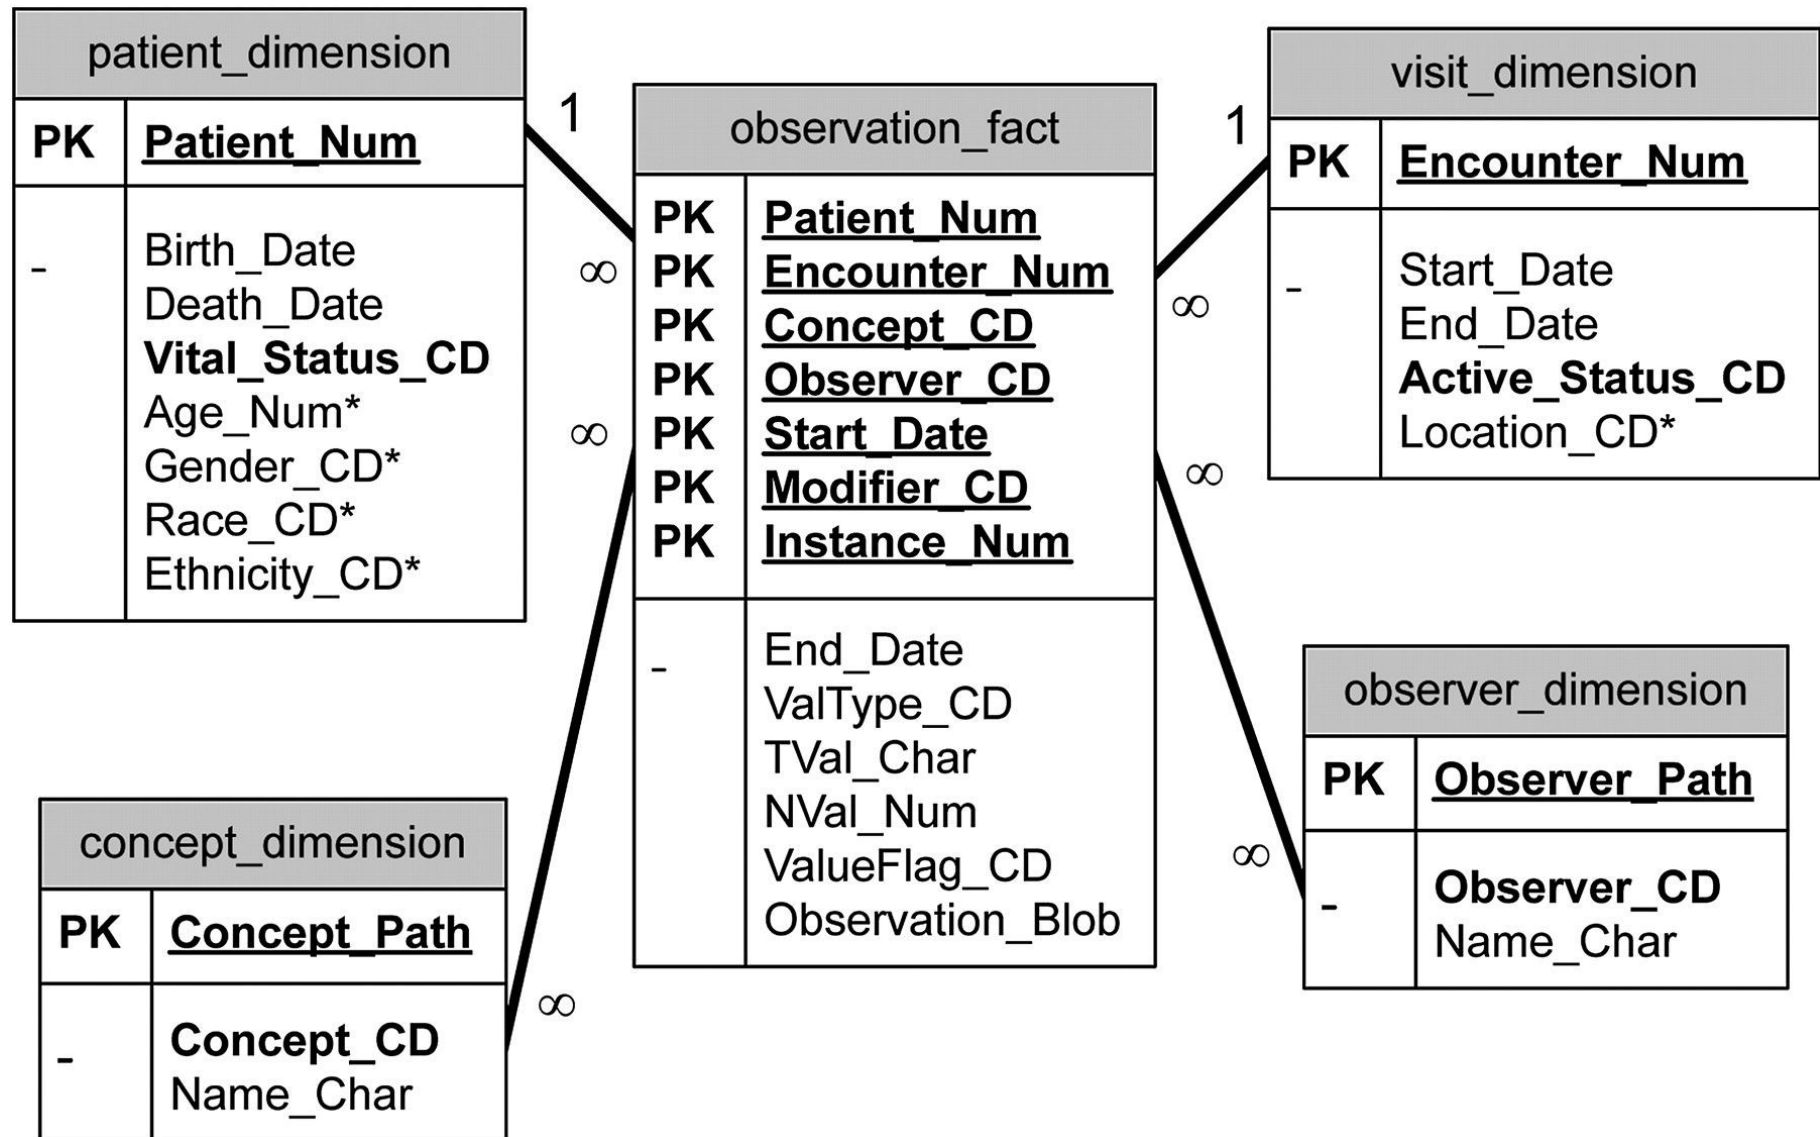 patient_dimension
PK Patient_Num
- Birth_Date
Death_Date
Vital_Status_CD
Age_Num*
Gender_CD*
Race_CD*
Ethnicity_CD*
1
∞
observation_fact
PK Patient_Num
PK Encounter_Num
PK Concept_CD
PK Observer_CD
PK Start_Date
PK Modifier_CD
PK Instance_Num
- End_Date
ValType_CD
TVal_Char
NVal_Num
ValueFlag_CD
Observation_Blob
1
∞
visit_dimension
PK Encounter_Num
- Start_Date
End_Date
Active_Status_CD
Location_CD*
∞
∞
concept_dimension
PK Concept_Path
- Concept_CD
Name_Char
∞
∞
observer_dimension
PK Observer_Path
- Observer_CD
Name_Char